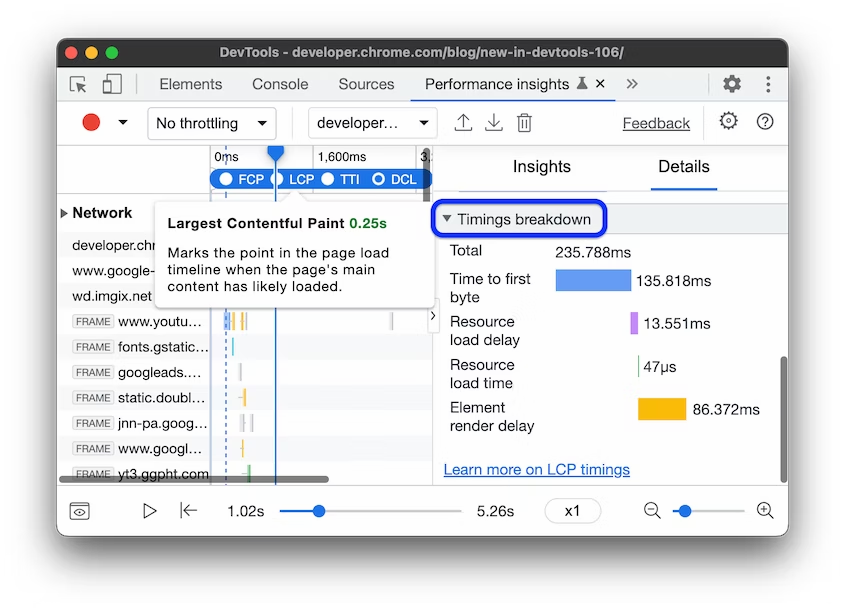 DevTools - developer.chrome.com/blog/new-in-devtools-106/
Elements Console Sources Performance insights
No throttling developer... Feedback
0ms 1,600ms 3,
FCP LCP TTI DCL
Insights Details
Largest Contentful Paint 0.25s
Marks the point in the page load
timeline when the page's main
content has likely loaded.
Network
developer.chr
www.google-
wd.imgix.net
FRAME www.youtu...
FRAME fonts.gstatic...
FRAME googleads....
FRAME static.doubl...
FRAME jnn-pa.goog...
FRAME www.googl...
FRAME yt3.ggpht.com
Timings breakdown
Total 235.788ms
Time to first
byte
135.818ms
Resource
load delay
13.551ms
Resource
load time
47µs
Element
render delay
86.372ms
Learn more on LCP timings
1.02s 5.26s x1